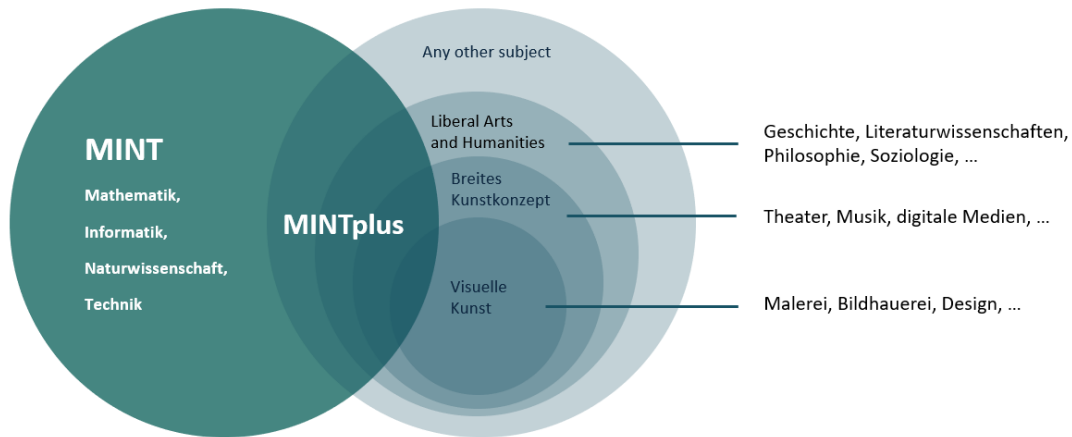 MINT
Mathematik,
Informatik,
Naturwissenschaft,
Technik
MINTplus
Any other subject
Liberal Arts
and Humanities
Breites
Kunstkonzept
Visuelle
Kunst
Geschichte, Literaturwissenschaften,
Philosophie, Soziologie, ...
Theater, Musik, digitale Medien, ...
Malerei, Bildhauerei, Design, ...